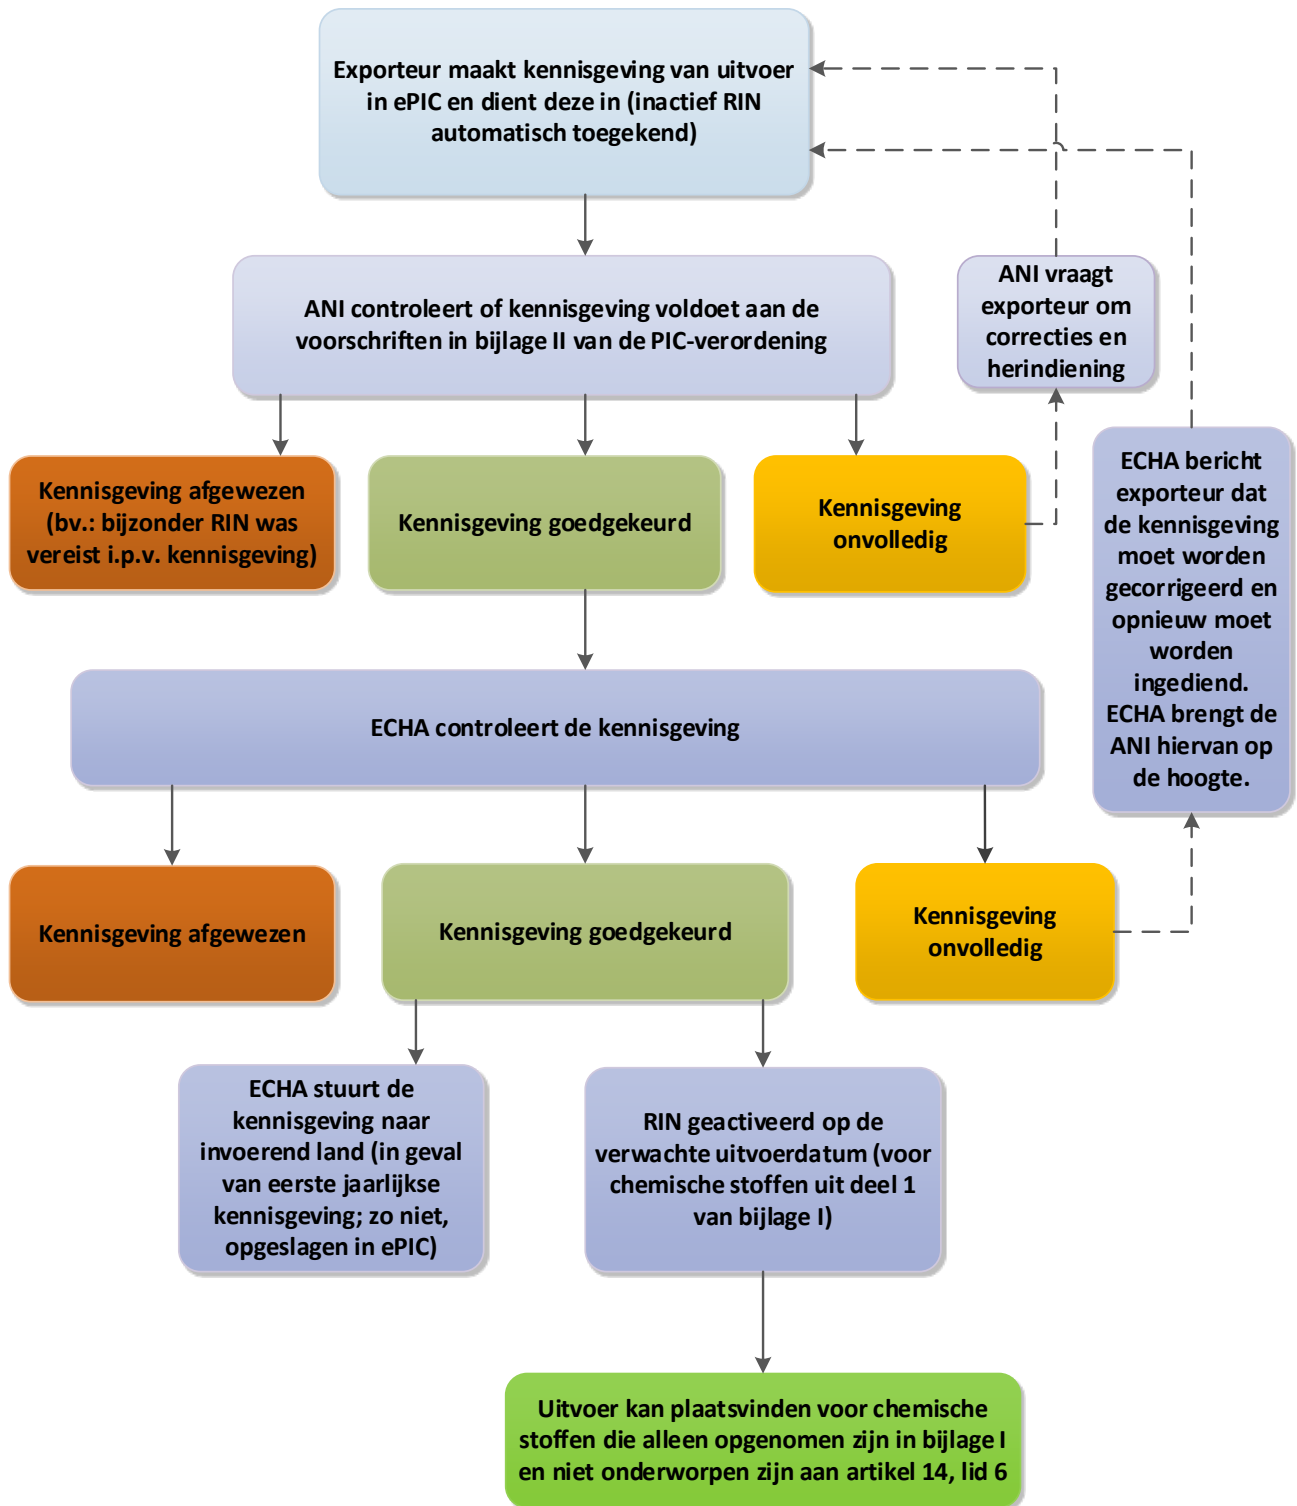 Exporteur maakt kennisgeving van uitvoer
in ePIC en dient deze in (inactief RIN
automatisch toegekend)
ANI controleert of kennisgeving voldoet aan de
voorschriften in bijlage II van de PIC-verordening
ANI vraagt
exporteur om
correcties en
herindiening
Kennisgeving afgewezen
(bv.: bijzonder RIN was
vereist i.p.v. kennisgeving)
Kennisgeving goedgekeurd
Kennisgeving
onvolledig
ECHA bericht
exporteur dat
de kennisgeving
moet worden
gecorrigeerd en
opnieuw moet
worden
ingediend.
ECHA brengt de
ANI hiervan op
de hoogte.
ECHA controleert de kennisgeving
Kennisgeving afgewezen
Kennisgeving goedgekeurd
Kennisgeving
onvolledig
ECHA stuurt de
kennisgeving naar
invoerend land (in geval
van eerste jaarlijkse
kennisgeving; zo niet,
opgeslagen in ePIC)
RIN geactiveerd op de
verwachte uitvoerdatum (voor
chemische stoffen uit deel 1
van bijlage I)
Uitvoer kan plaatsvinden voor chemische
stoffen die alleen opgenomen zijn in bijlage I
en niet onderworpen zijn aan artikel 14, lid 6